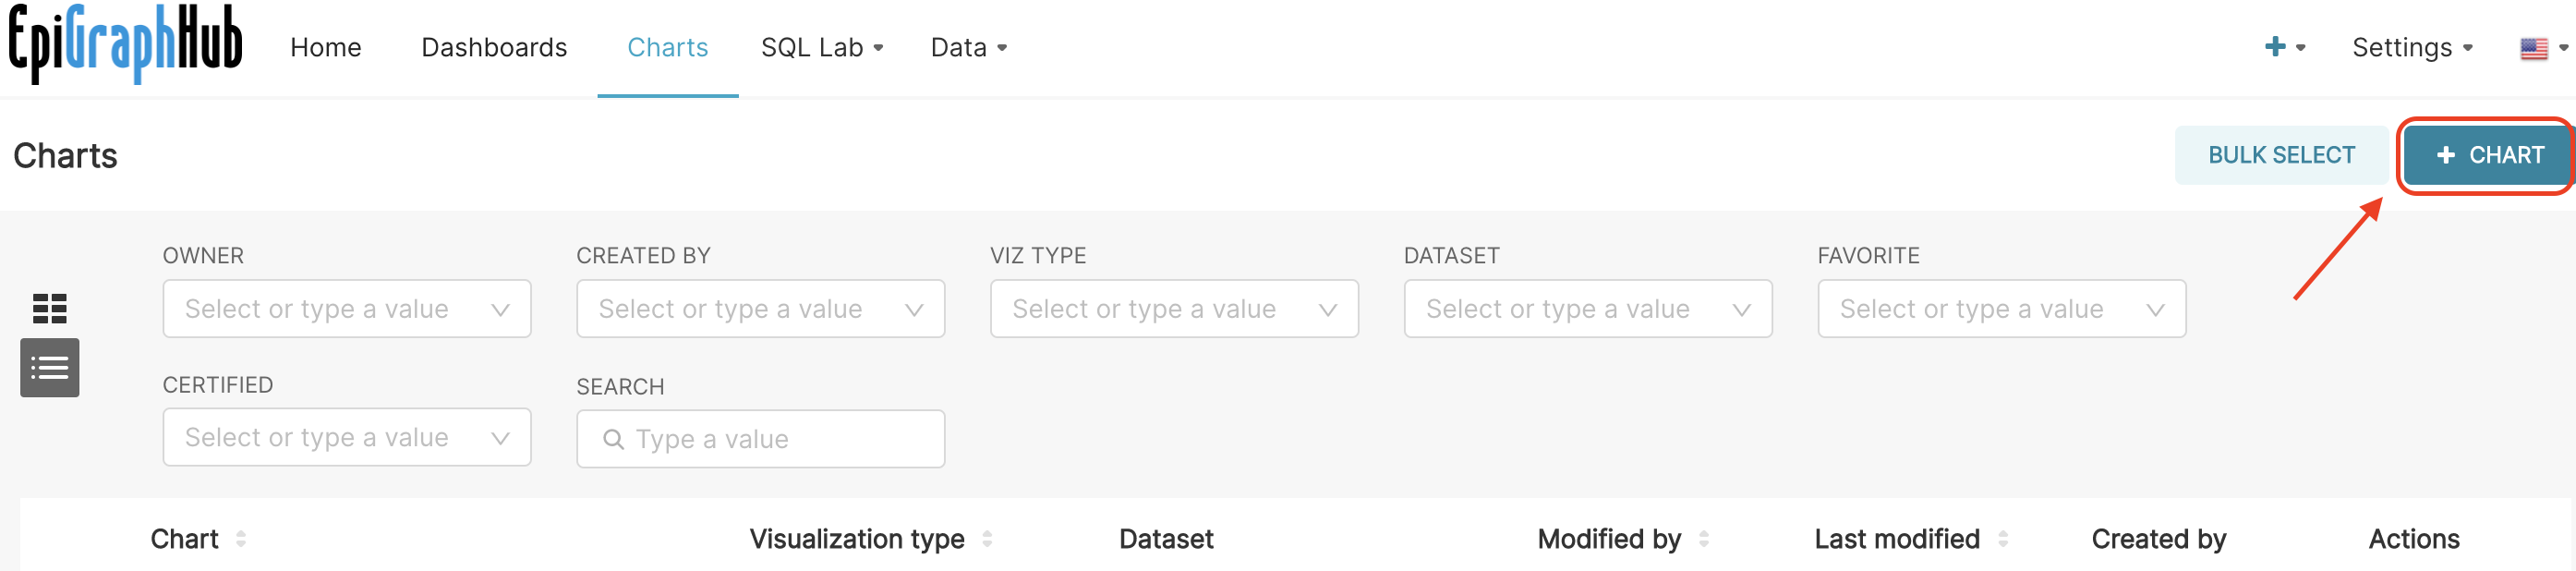 EpiGraphHub Home Dashboards Charts SQL Lab Data + Settings
Charts BULK SELECT + CHART
OWNER CREATED BY VIZ TYPE DATASET FAVORITE
Select or type a value Select or type a value Select or type a value Select or type a value Select or type a value
CERTIFIED SEARCH
Select or type a value Type a value
Chart Visualization type Dataset Modified by Last modified Created by Actions